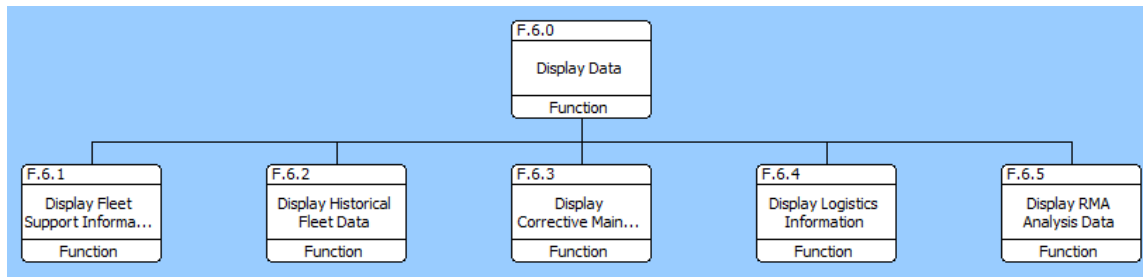 F.6.0
Display Data
Function
F.6.1
Display Fleet
Support Informa...
Function
F.6.2
Display Historical
Fleet Data
Function
F.6.3
Display
Corrective Main...
Function
F.6.4
Display Logistics
Information
Function
F.6.5
Display RMA
Analysis Data
Function